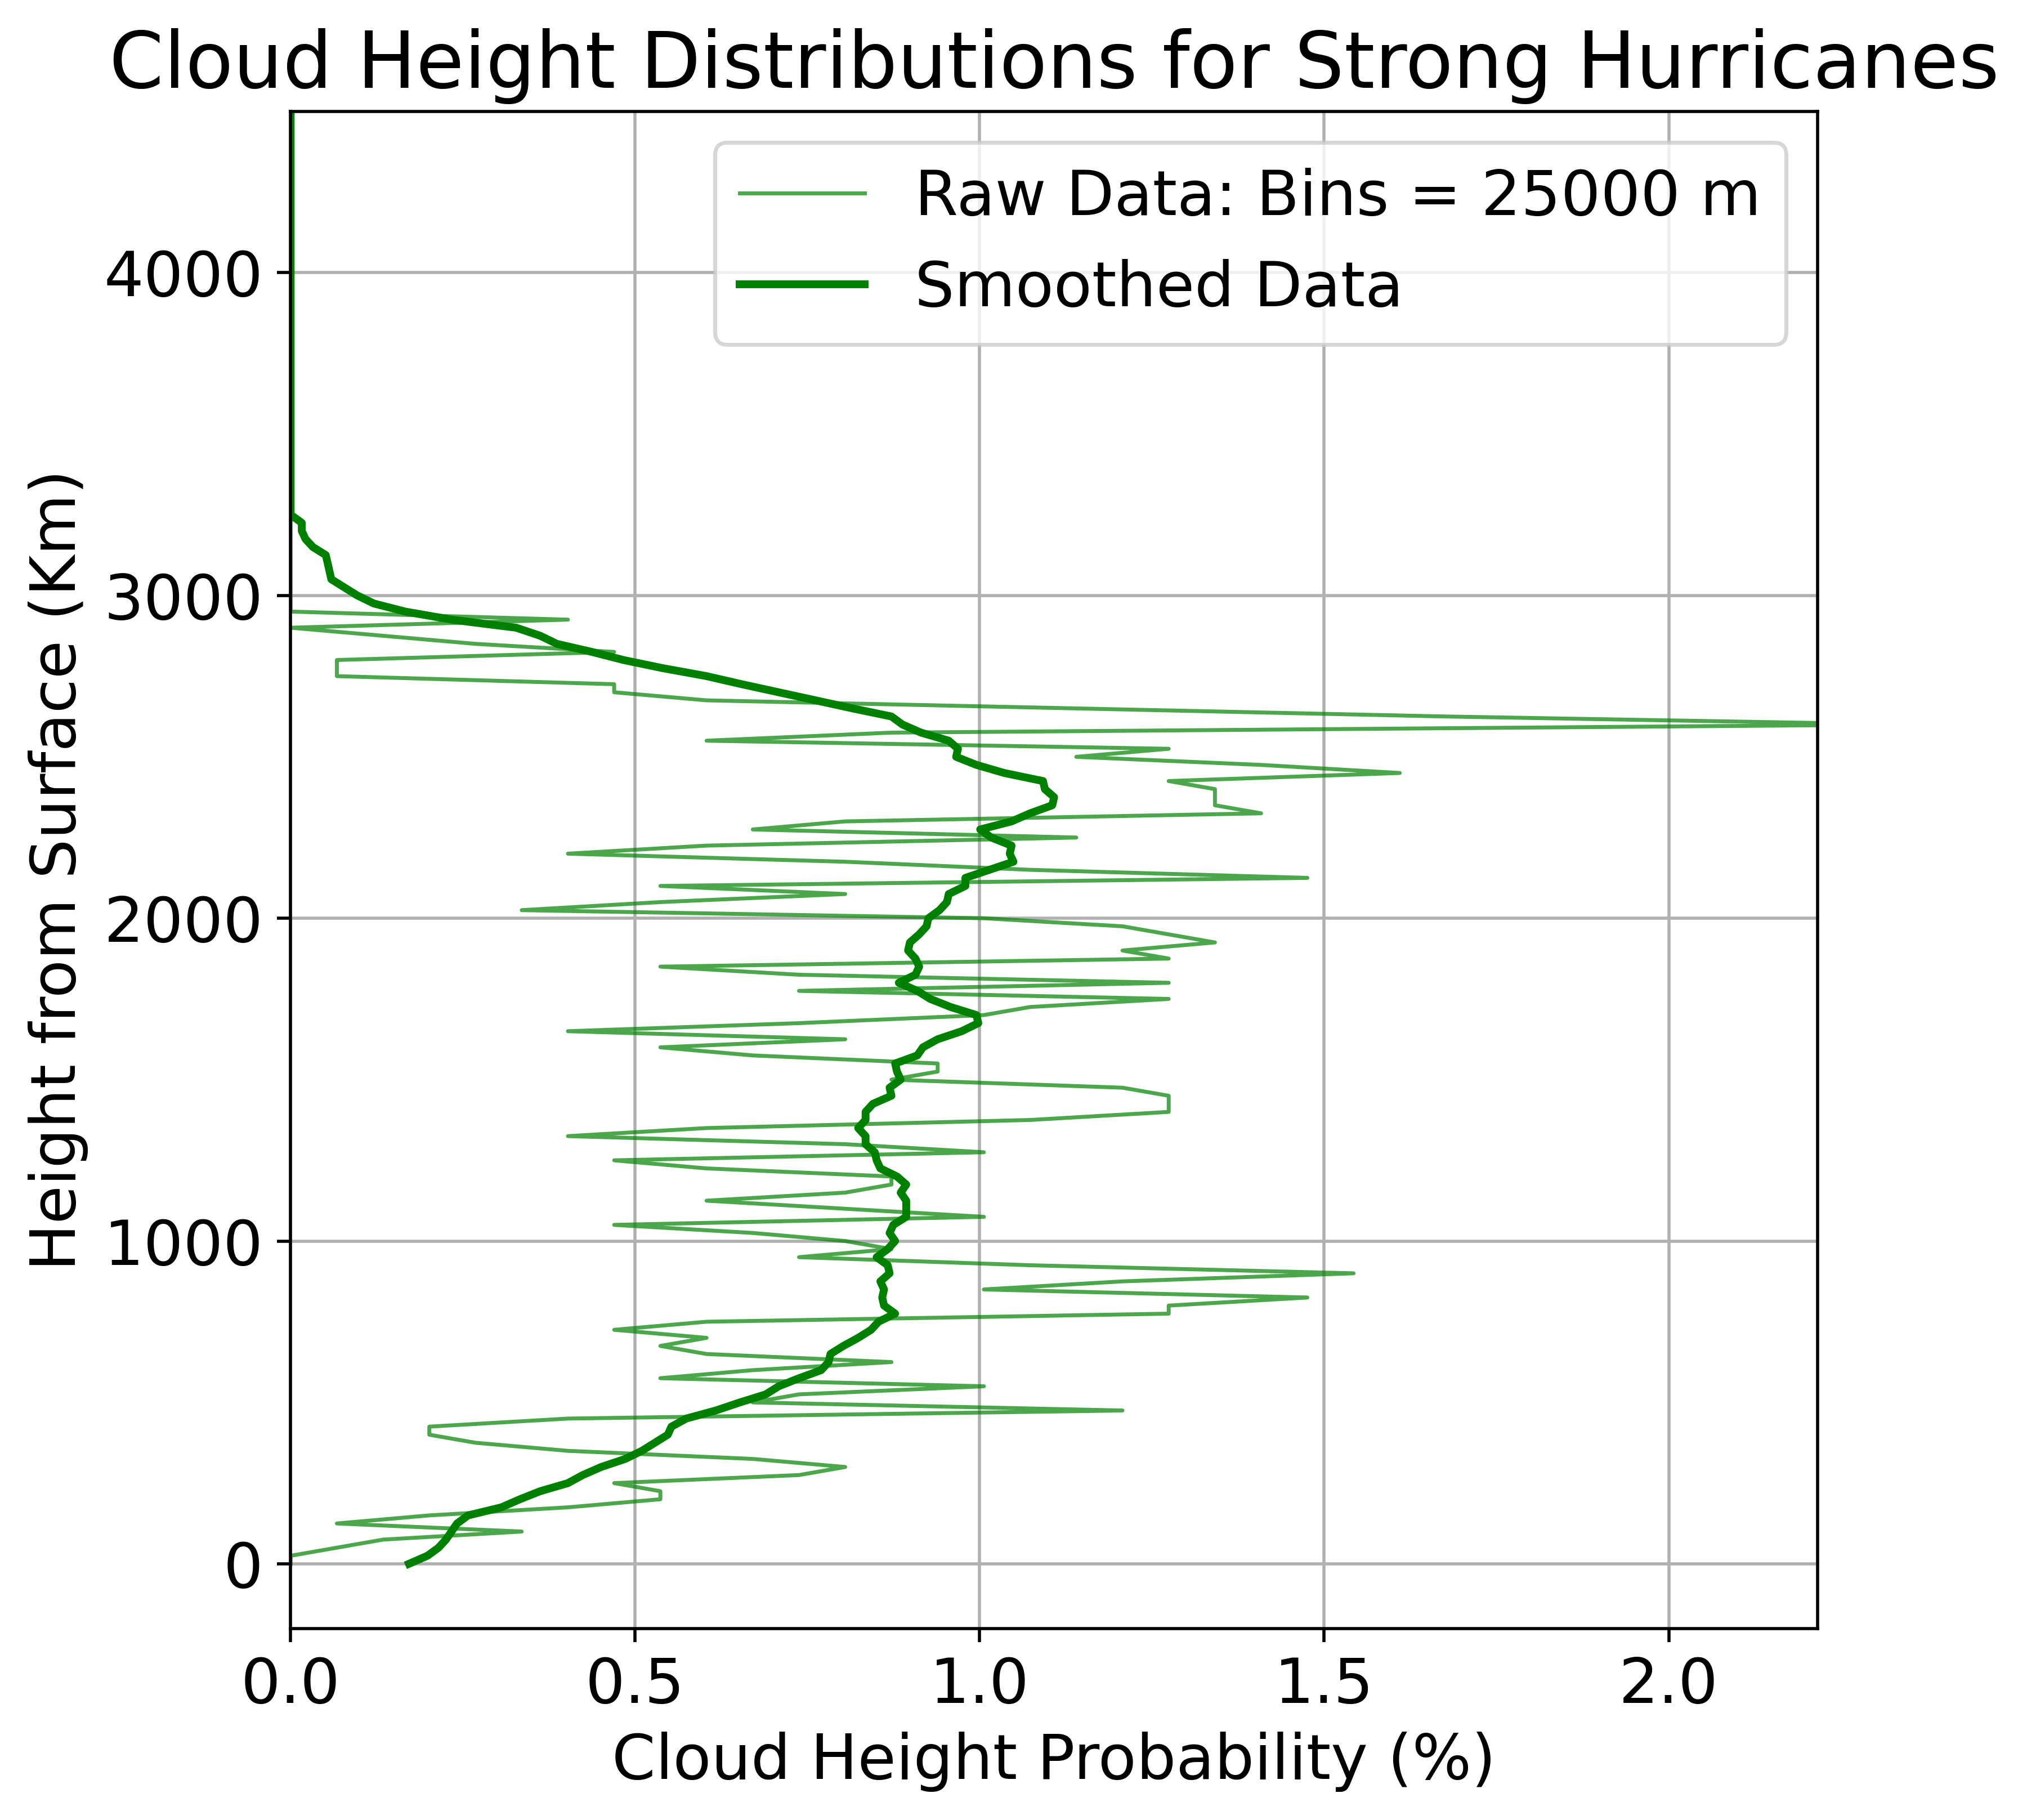 Cloud Height Distributions for Strong Hurricanes
Raw Data: Bins = 25000 m
Smoothed Data
Height from Surface (Km)
4000
3000
2000
1000
0
0.0 0.5 1.0 1.5 2.0
Cloud Height Probability (%)